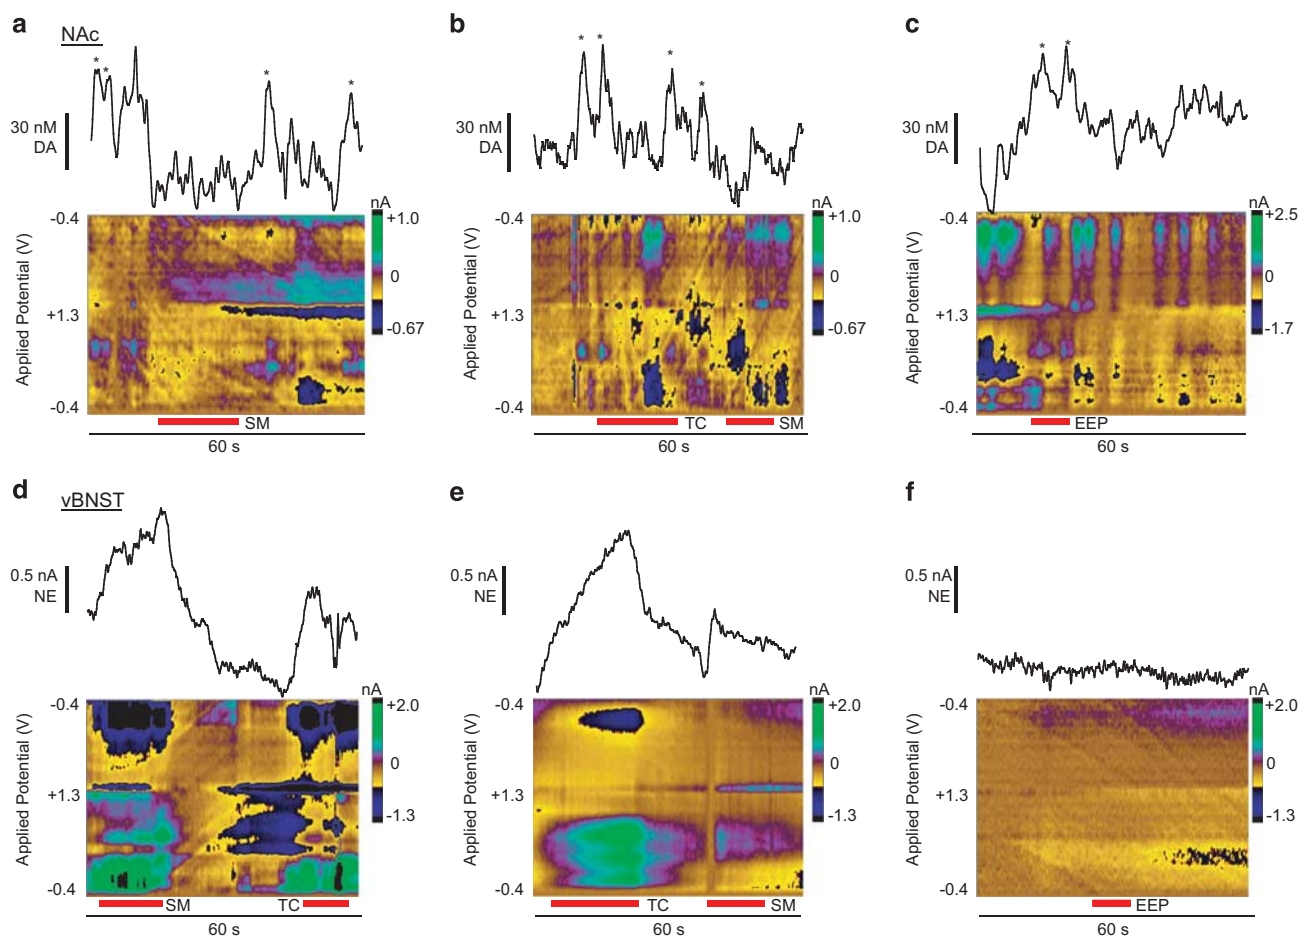 a b c
NAc
* * * *
* * * *
* *
30 nM
DA
30 nM
DA
30 nM
DA
nA
+1.0
0
-0.67
nA
+1.0
0
-0.67
nA
+2.5
0
-1.7
Applied Potential (V)
-0.4
+1.3
-0.4
Applied Potential (V)
-0.4
+1.3
-0.4
Applied Potential (V)
-0.4
+1.3
-0.4
SM
60 s
TC SM
60 s
EEP
60 s
d e f
vBNST
0.5 nA
NE
0.5 nA
NE
0.5 nA
NE
nA
+2.0
0
-1.3
nA
+2.0
0
-1.3
nA
+2.0
0
-1.3
Applied Potential (V)
-0.4
+1.3
-0.4
Applied Potential (V)
-0.4
+1.3
-0.4
Applied Potential (V)
-0.4
+1.3
-0.4
SM TC
60 s
TC SM
60 s
EEP
60 s